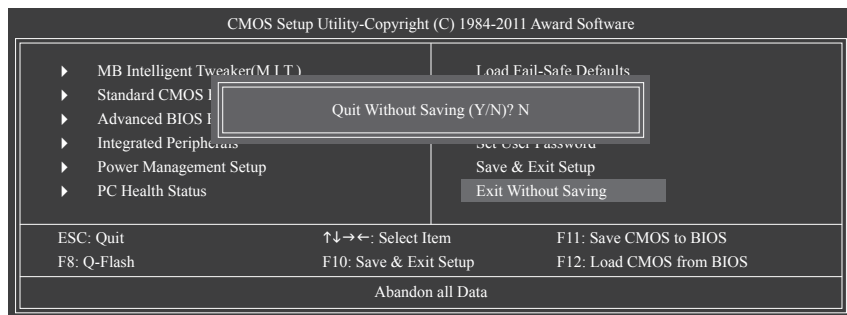 CMOS Setup Utility-Copyright (C) 1984-2011 Award Software
MB Intelligent Tweaker(M.I.T.)
Standard CMOS
Advanced BIOS
Integrated Peripherals
Power Management Setup
PC Health Status
Load Fail-Safe Defaults
Set User Password
Save & Exit Setup
Exit Without Saving
Quit Without Saving (Y/N)? N
ESC: Quit
↑↓→←: Select Item
F11: Save CMOS to BIOS
F8: Q-Flash
F10: Save & Exit Setup
F12: Load CMOS from BIOS
Abandon all Data